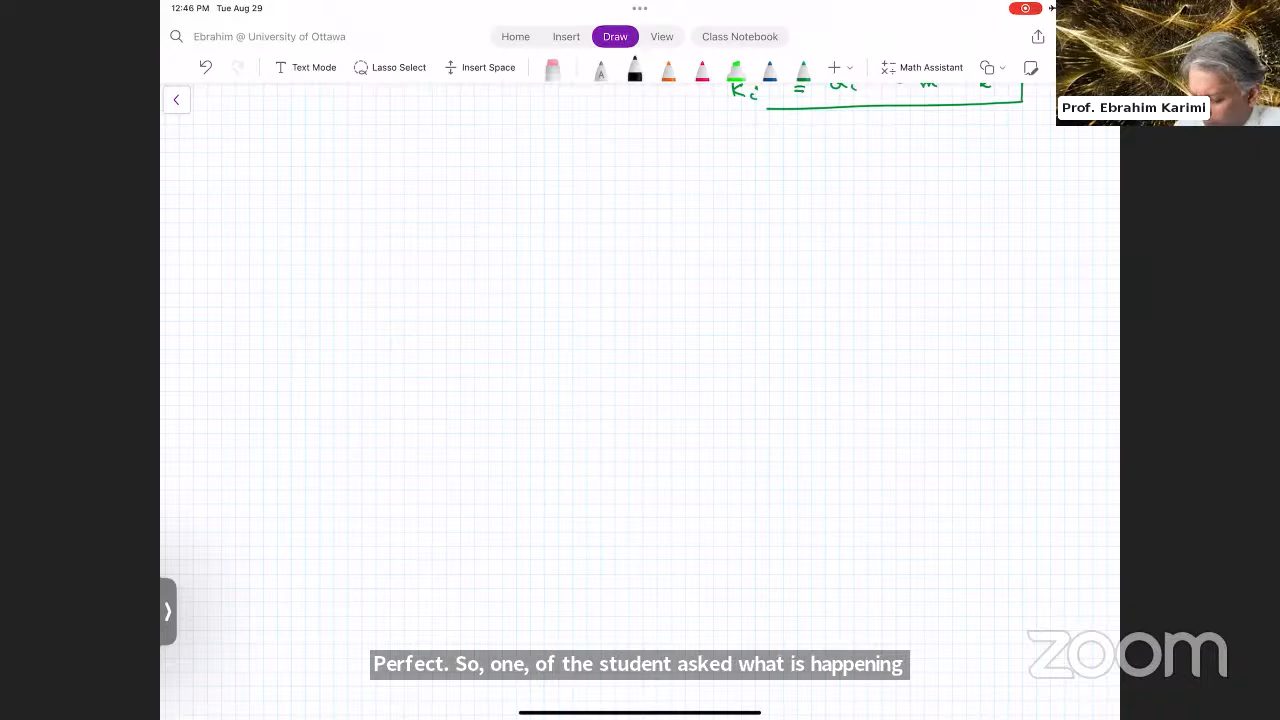 12:46 PM Tue Aug 29
Ebrahim @ University of Ottawa
Home Insert Draw View Class Notebook
Text Mode Lasso Select Insert Space Math Assistant
Prof. Ebrahim Karimi
Perfect. So, one, of the student asked what is happening
zoom